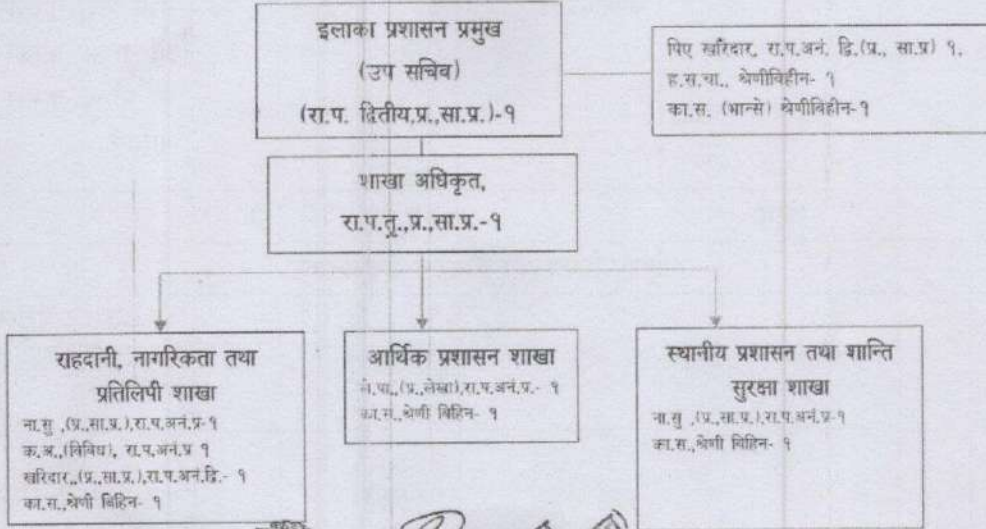 इलाका प्रशासन प्रमुख
(उप सचिव)
(रा.प. द्वितीय,प्र.,सा.प्र.)-१
पिए खरिदार, रा.प.अनं. द्वि.(प्र., सा.प्र) १,
ह.स.चा., श्रेणीविहीन- १
का.स. (भान्से) श्रेणीविहीन-१
शाखा अधिकृत,
रा.प.तृ.,प्र.,सा.प्र.-१
राहदानी, नागरिकता तथा
प्रतिलिपी शाखा
ना.सु .(प्र.,सा.प्र.),रा.प.अनं.प्र-१
क.अ.,(विविध), रा.प.अनं.प्र १
खरिदार,.(प्र.,सा.प्र.),रा.प.अनं.द्वि.- १
का.स.,श्रेणी विहिन- १
आर्थिक प्रशासन शाखा
ले.पा.,(प्र.,लेखा),रा.प.अनं.प्र.- १
का.स.,श्रेणी विहिन- १
स्थानीय प्रशासन तथा शान्ति
सुरक्षा शाखा
ना.सु .(प्र.,सा.प्र.),रा.प.अनं.प्र-१
का.स.,श्रेणी विहिन- १